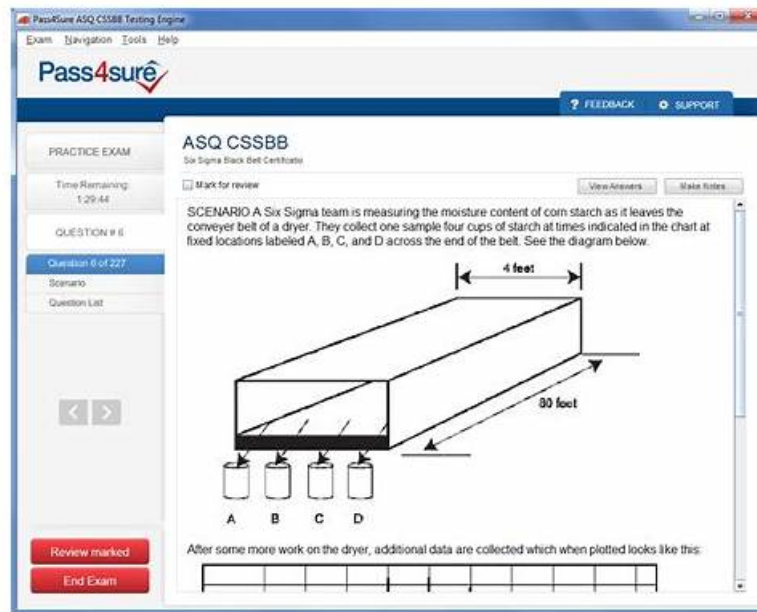 Pass4Sure ASQ CSSBB Testing Engine
Exam Navigation Tools Help
Pass4surê
? FEEDBACK SUPPORT
PRACTICE EXAM
Time Remaining:
1:29:44
QUESTION # 6
Question 6 of 227
Scenario
Question List
Review marked
End Exam
ASQ CSSBB
Six Sigma Black Belt Certificatio
Mark for review
View Answers Make Notes
SCENARIO A Six Sigma team is measuring the moisture content of corn starch as it leaves the
conveyer belt of a dryer. They collect one sample four cups of starch at times indicated in the chart at
fixed locations labeled A, B, C, and D across the end of the belt. See the diagram below.
4 feet
80 feet
A B C D
After some more work on the dryer, additional data are collected which when plotted looks like this: